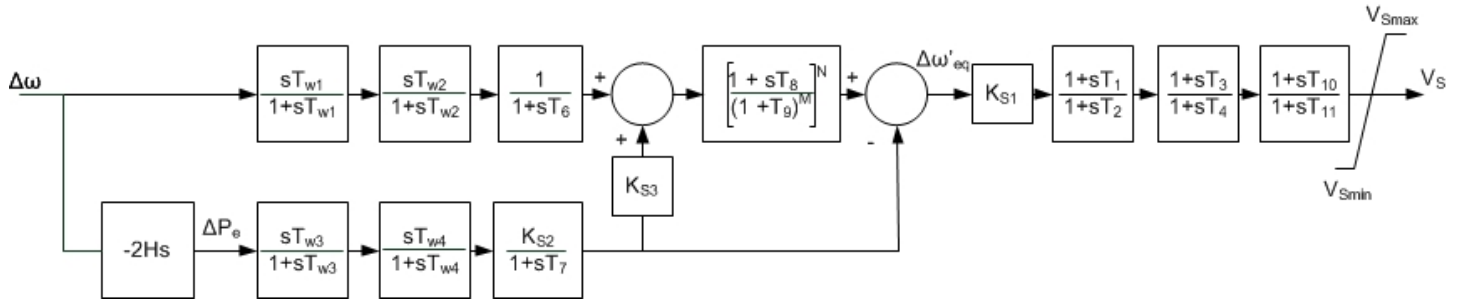 Δω
sT_w1
1+sT_w1
sT_w2
1+sT_w2
1
1+sT_6
+
+
K_S3
[1 + sT_8
(1 +T_9)^M]^N
+
-
Δω'_eq
K_S1
1+sT_1
1+sT_2
1+sT_3
1+sT_4
1+sT_10
1+sT_11
V_Smax
V_Smin
V_S
-2Hs
ΔP_e
sT_w3
1+sT_w3
sT_w4
1+sT_w4
K_S2
1+sT_7